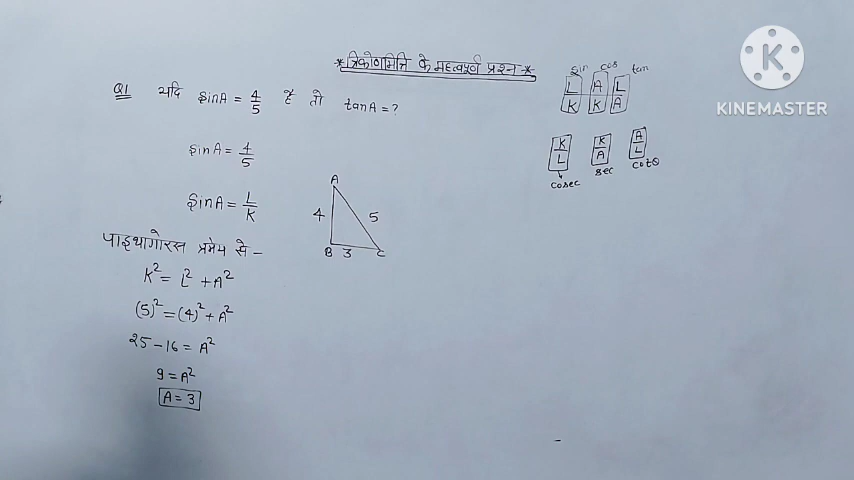 * त्रिकोणमिति के महत्वपूर्ण प्रश्न *
Q1 यदि sinA = 4/5 है तो tanA = ?
sinA = 4/5
sinA = L/K
पाइथागोरस प्रमेय से -
K² = L² + A²
(5)² = (4)² + A²
25 - 16 = A²
9 = A²
A = 3
A
4 5
B 3 C
sin cos tan
L/K A/K L/A
K/L K/A A/L
cosec sec cotθ
K
KINEMASTER